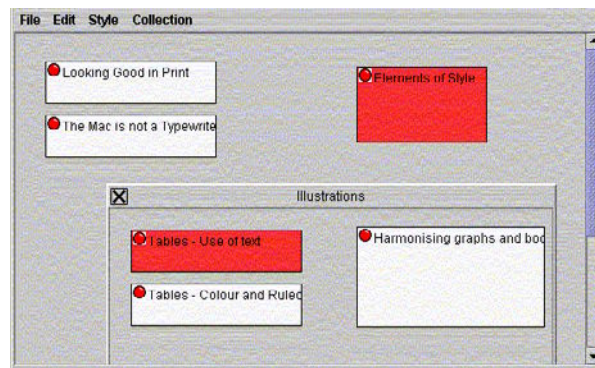 File Edit Style Collection
Looking Good in Print
Elements of Style
The Mac is not a Typewrite
Illustrations
Tables - Use of text
Harmonising graphs and boo
Tables - Colour and Ruled